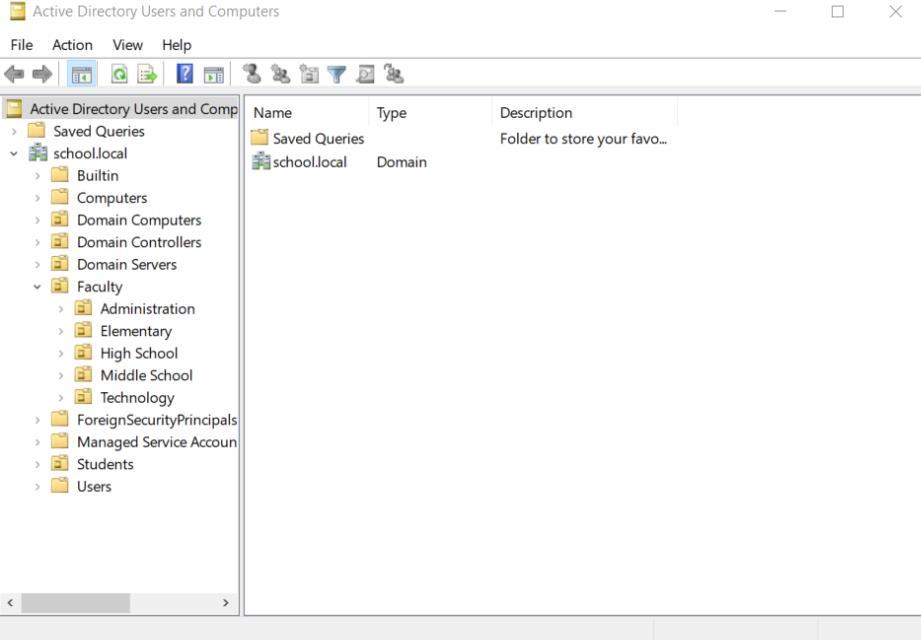 Active Directory Users and Computers
File Action View Help
Active Directory Users and Comp
Saved Queries
school.local
Builtin
Computers
Domain Computers
Domain Controllers
Domain Servers
Faculty
Administration
Elementary
High School
Middle School
Technology
ForeignSecurityPrincipals
Managed Service Accoun
Students
Users
Name Type Description
Saved Queries Folder to store your favo...
school.local Domain